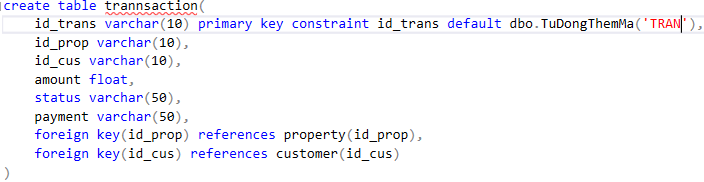 create table trannsaction(
id_trans varchar(10) primary key constraint id_trans default dbo.TuDongThemMa('TRAN'),
id_prop varchar(10),
id_cus varchar(10),
amount float,
status varchar(50),
payment varchar(50),
foreign key(id_prop) references property(id_prop),
foreign key(id_cus) references customer(id_cus)
)